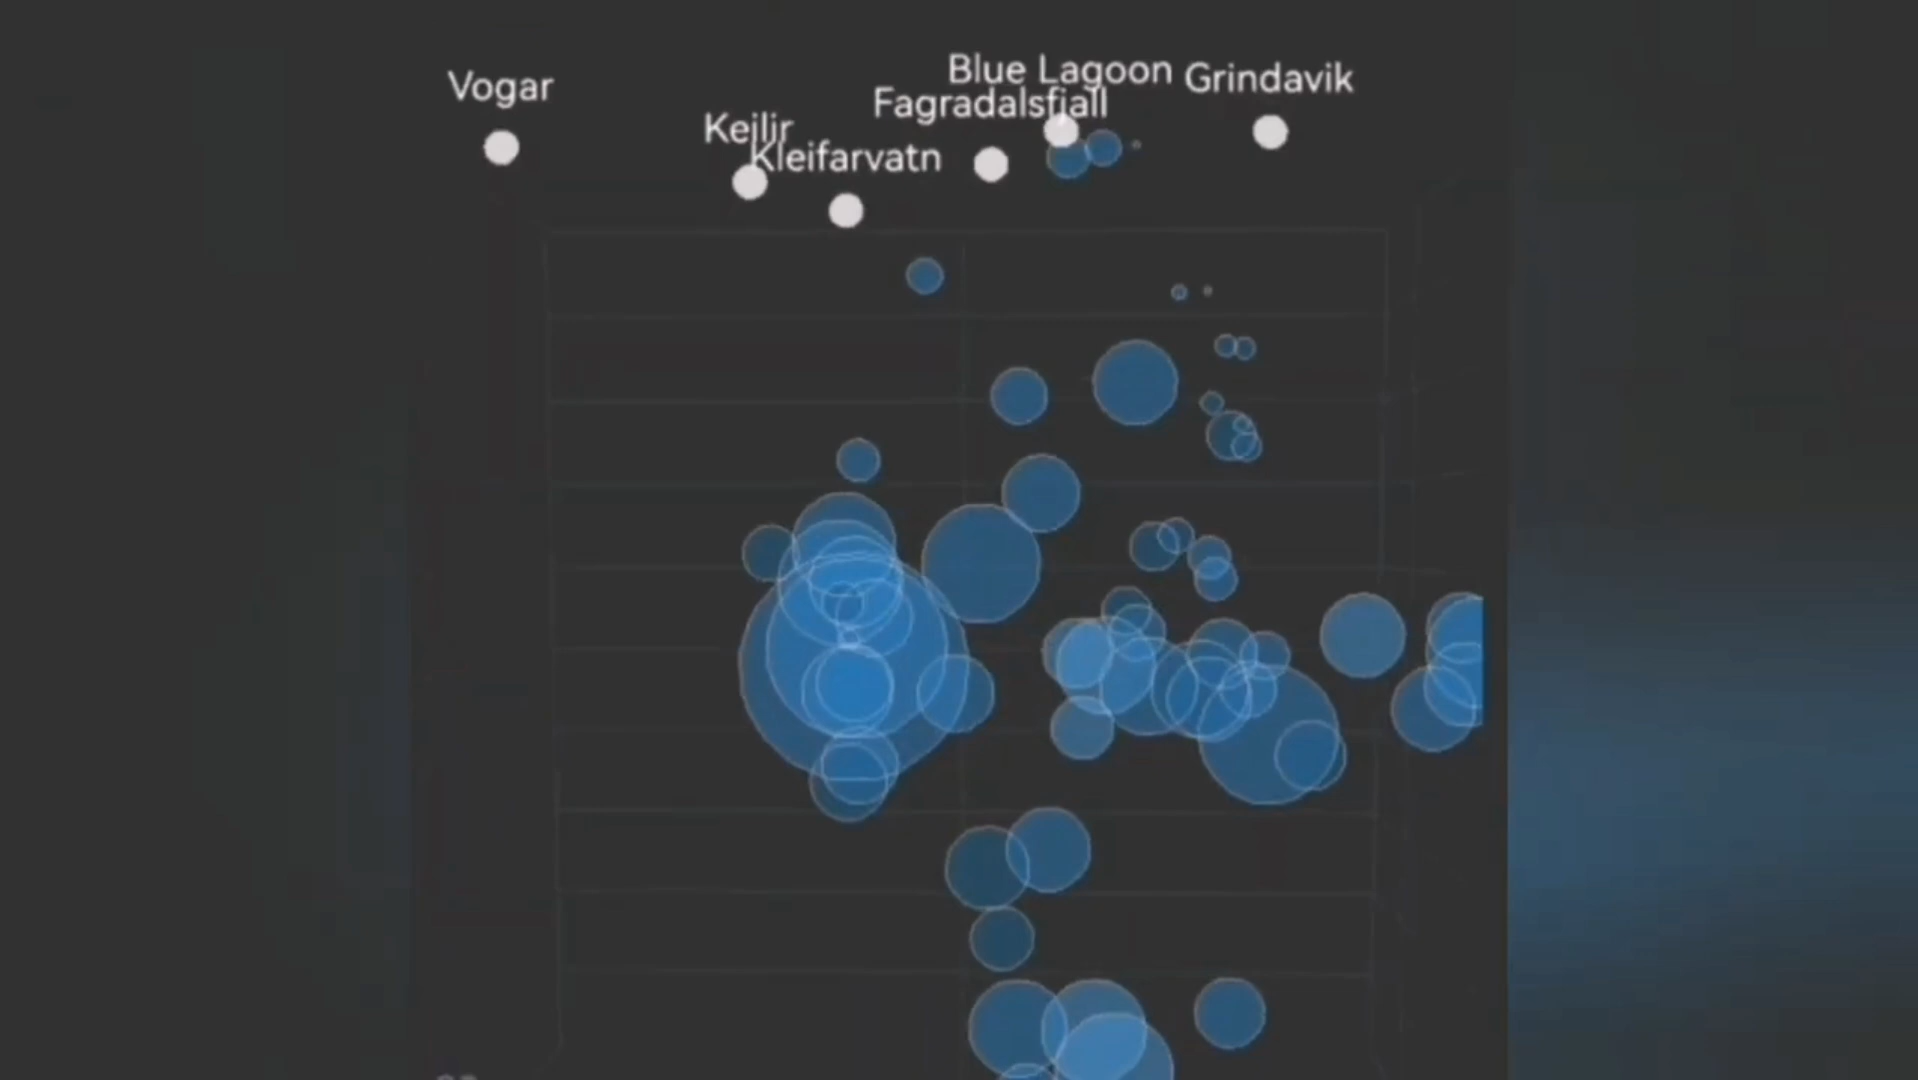 Blue Lagoon
Vogar
Grindavik
Fagradalsfjall
Keilir
Kleifarvatn